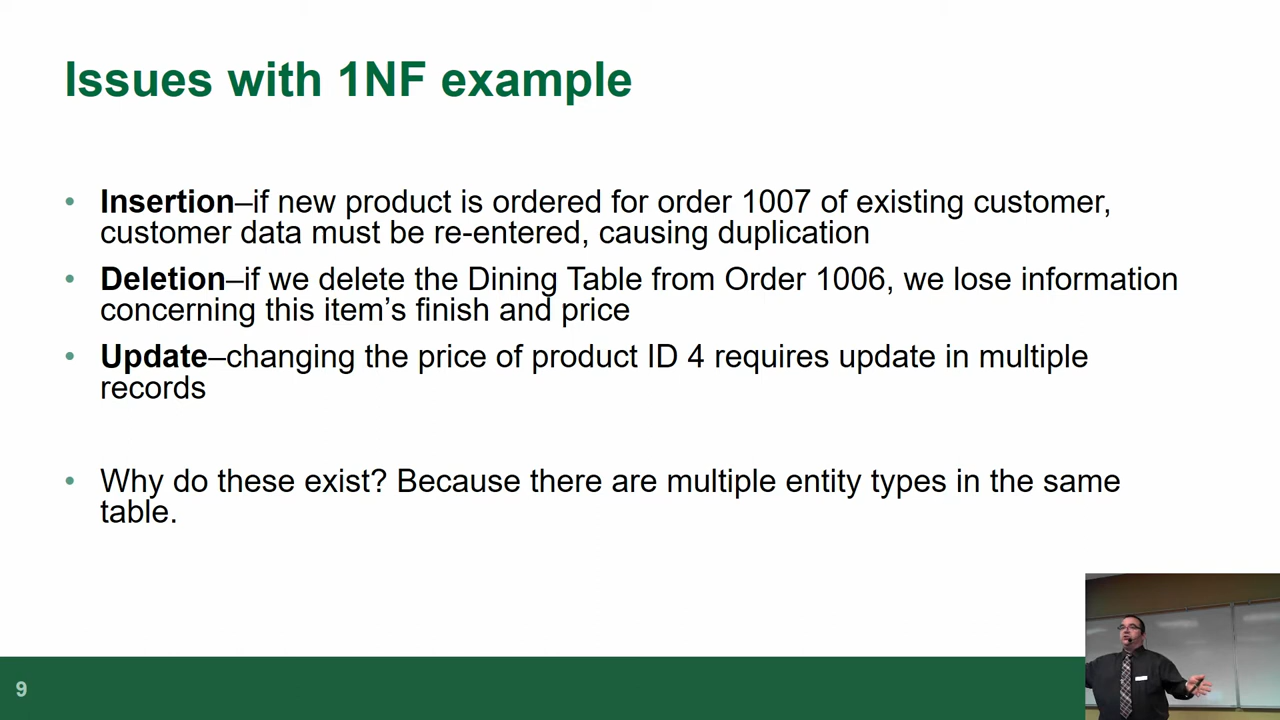 Issues with 1NF example
• Insertion–if new product is ordered for order 1007 of existing customer,
customer data must be re-entered, causing duplication
• Deletion–if we delete the Dining Table from Order 1006, we lose information
concerning this item’s finish and price
• Update–changing the price of product ID 4 requires update in multiple
records
• Why do these exist? Because there are multiple entity types in the same
table.
9